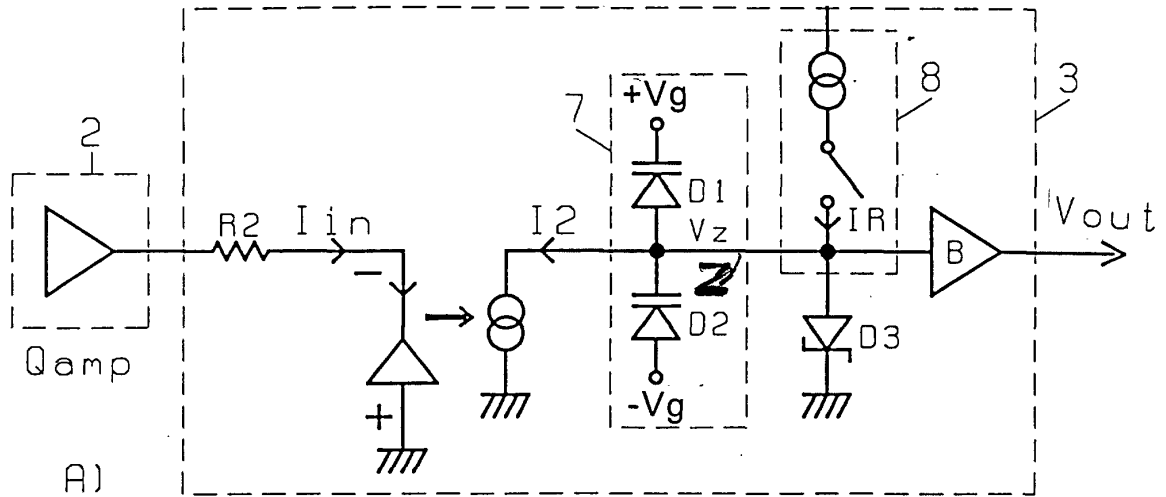 2
Qamp
R2
Iin
−
+
I2
7
+Vg
D1
Vz
Z
D2
-Vg
8
IR
D3
3
B
Vout
A)